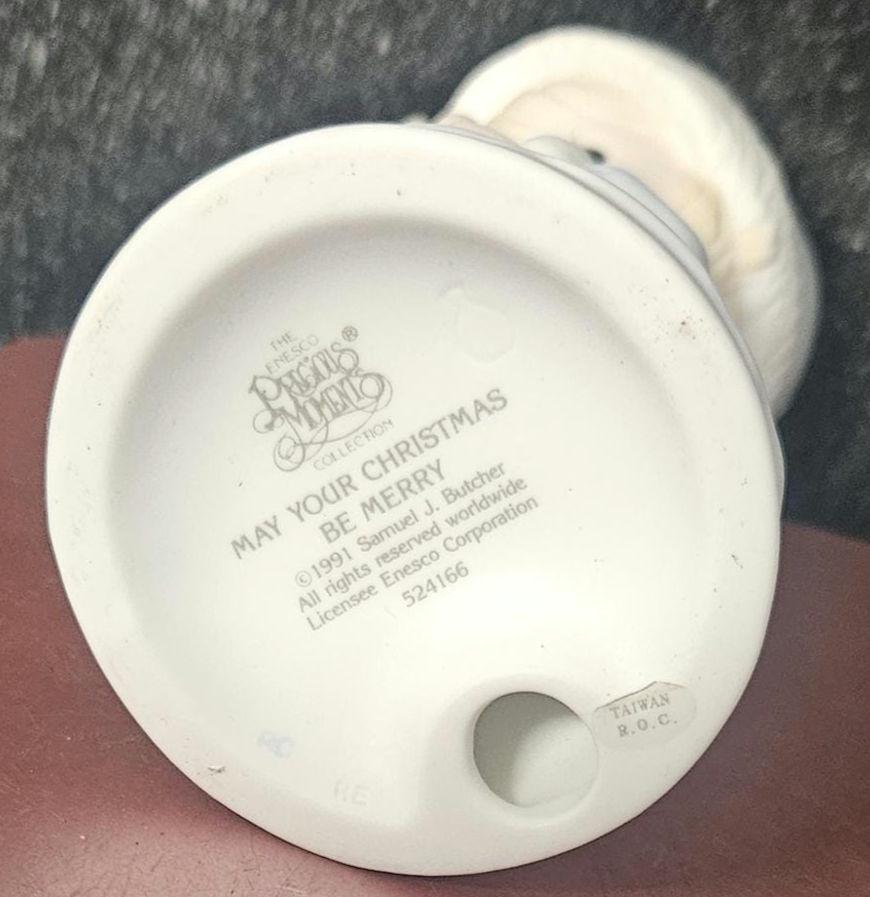 THE
ENESCO
PRECIOUS ®
MOMENTS
COLLECTION
MAY YOUR CHRISTMAS
BE MERRY
©1991 Samuel J. Butcher
All rights reserved worldwide
Licensee Enesco Corporation
524166
TAIWAN
R.O.C.
RE